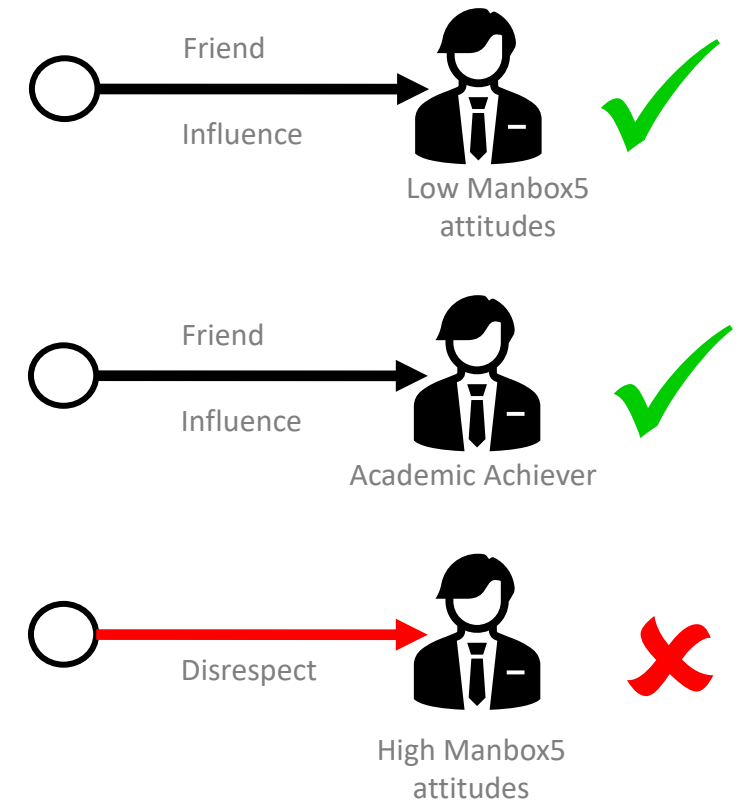 Friend
Influence
Low Manbox5
attitudes
Friend
Influence
Academic Achiever
Disrespect
High Manbox5
attitudes